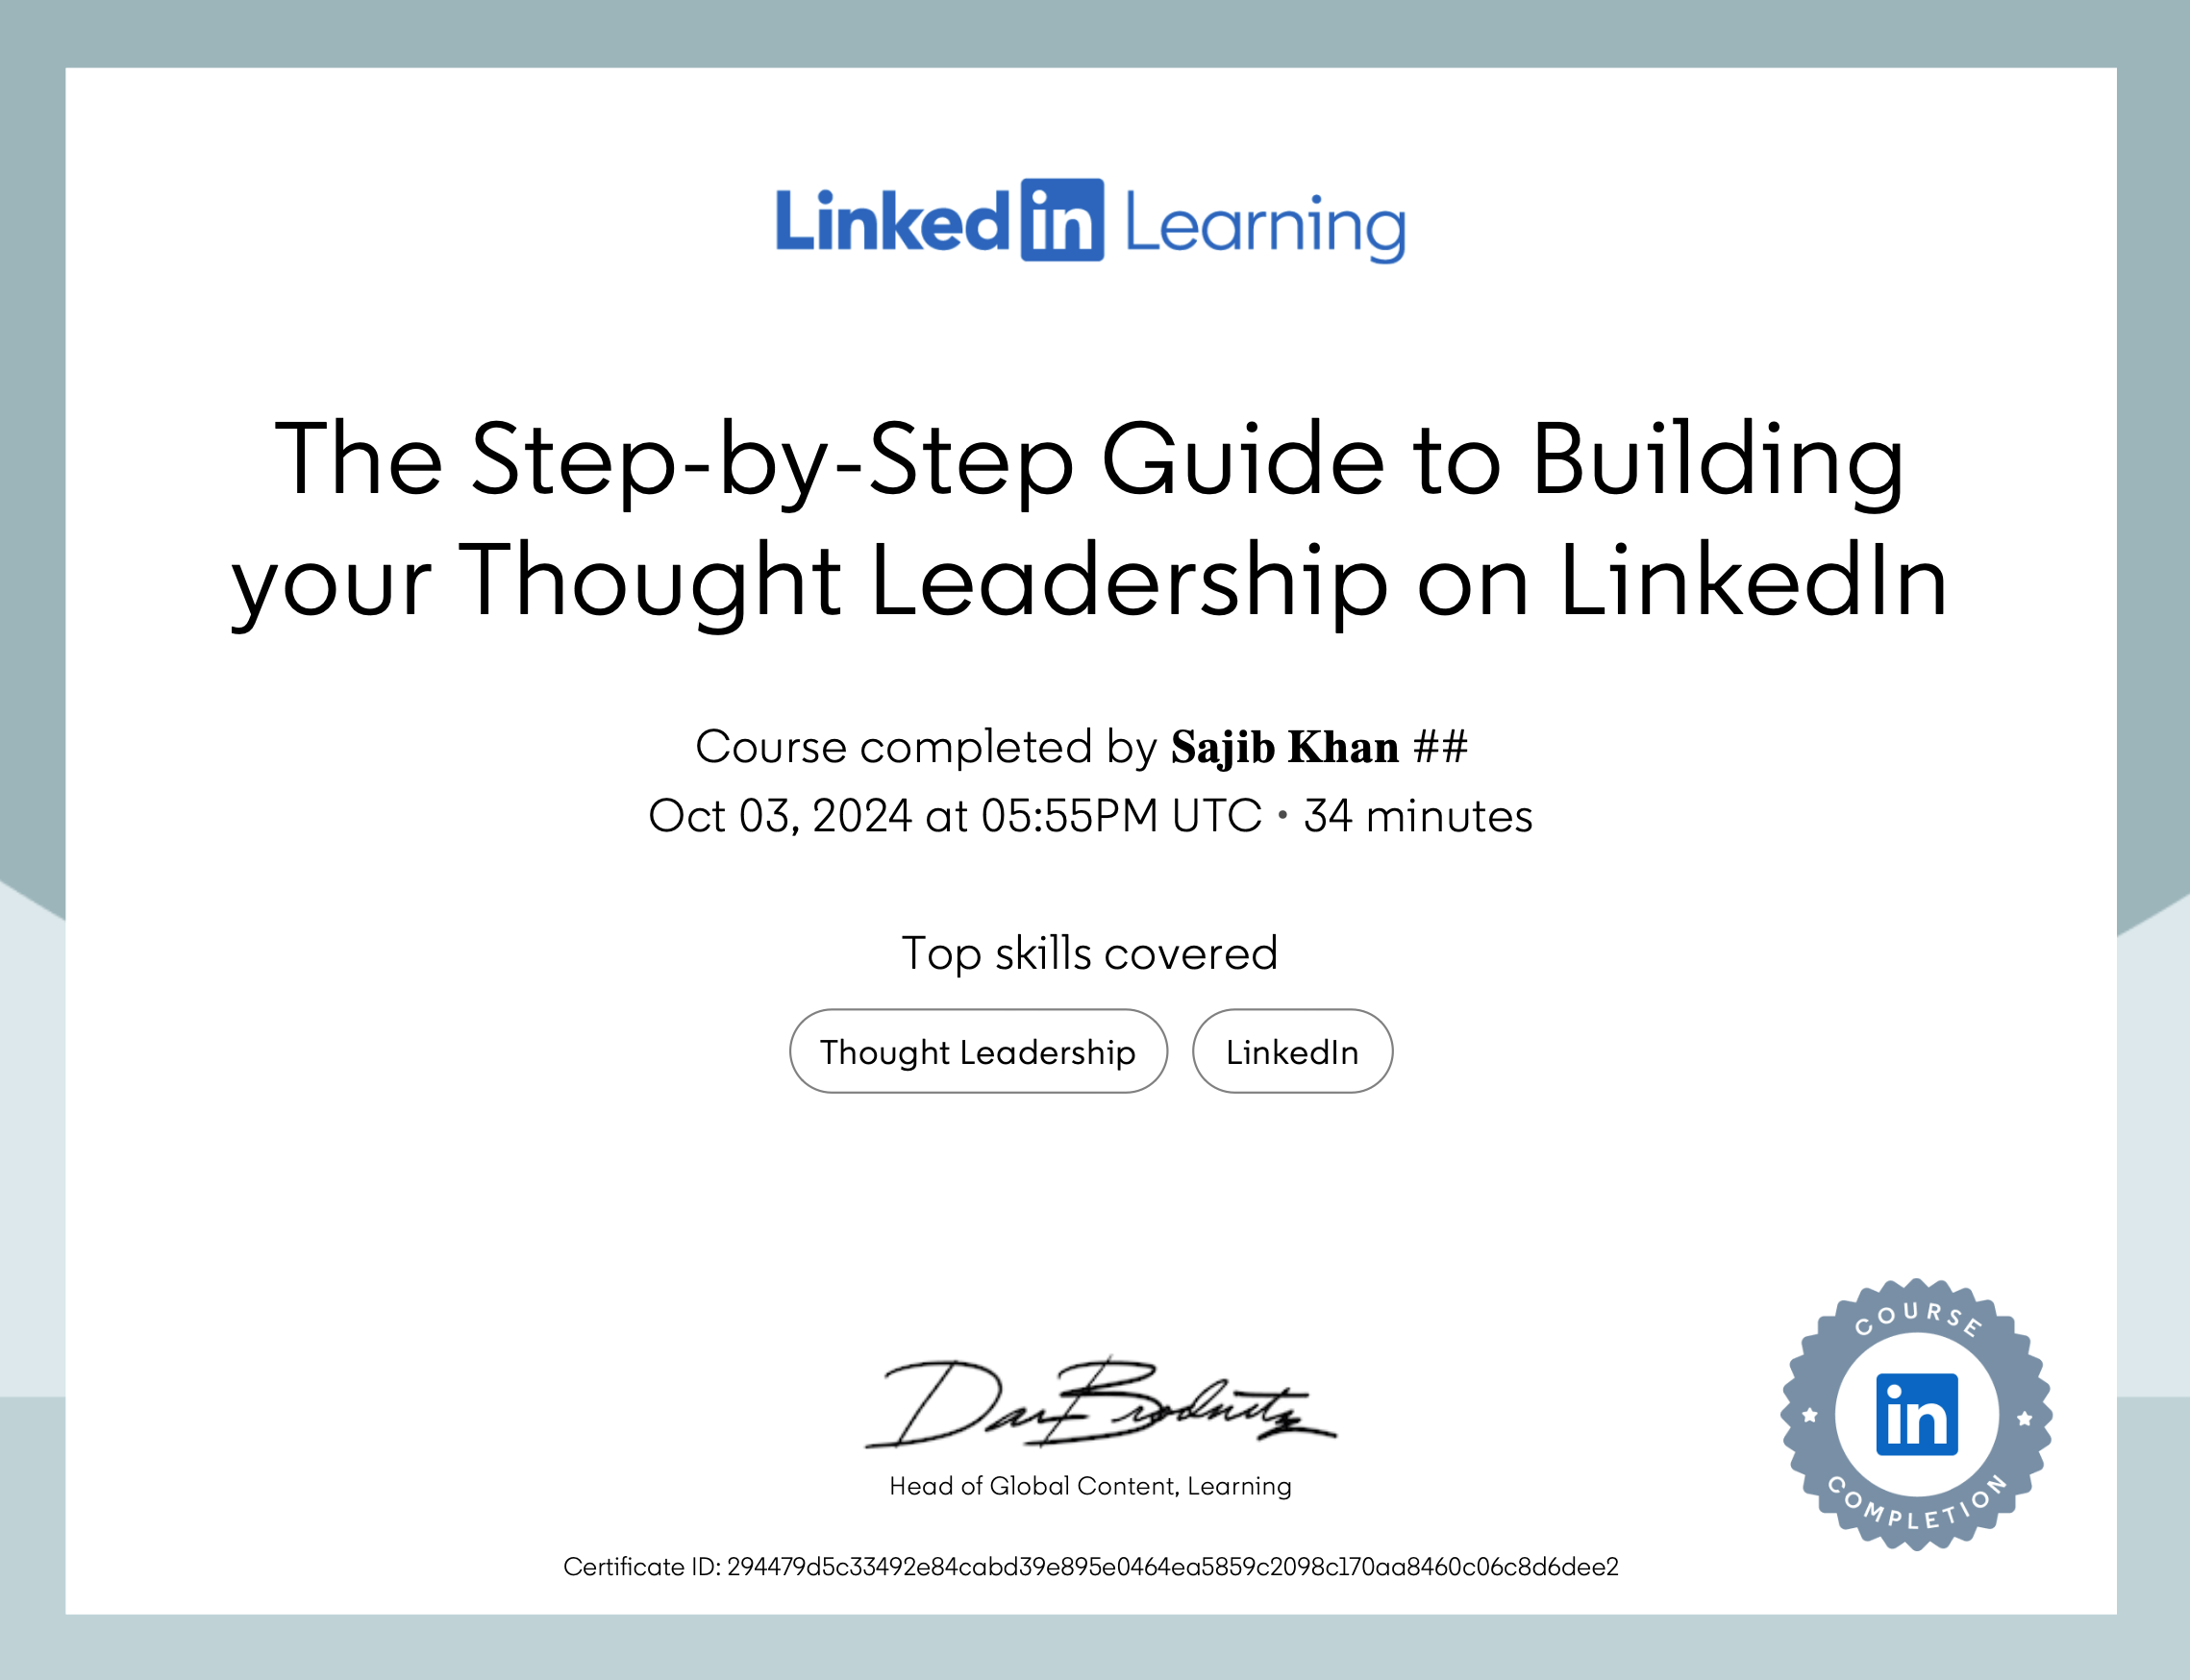 Linked in Learning
The Step-by-Step Guide to Building
your Thought Leadership on LinkedIn
Course completed by Sajib Khan ##
Oct 03, 2024 at 05:55PM UTC • 34 minutes
Top skills covered
Thought Leadership
LinkedIn
Dan Brodnitz
Head of Global Content, Learning
COURSE
in
COMPLETION
Certificate ID: 294479d5c33492e84cabd39e895e0464ea5859c2098c170aa8460c06c8d6dee2